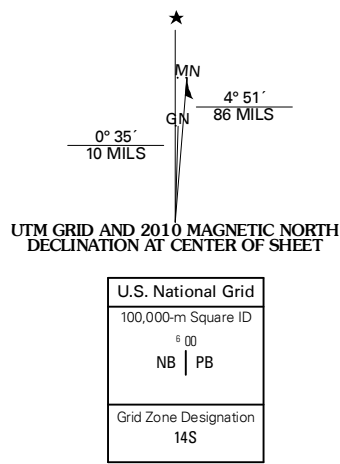 ★
MN
4° 51´
86 MILS
GN
0° 35´
10 MILS
UTM GRID AND 2010 MAGNETIC NORTH
DECLINATION AT CENTER OF SHEET
U.S. National Grid
100,000-m Square ID
6 00
NB | PB
Grid Zone Designation
14S